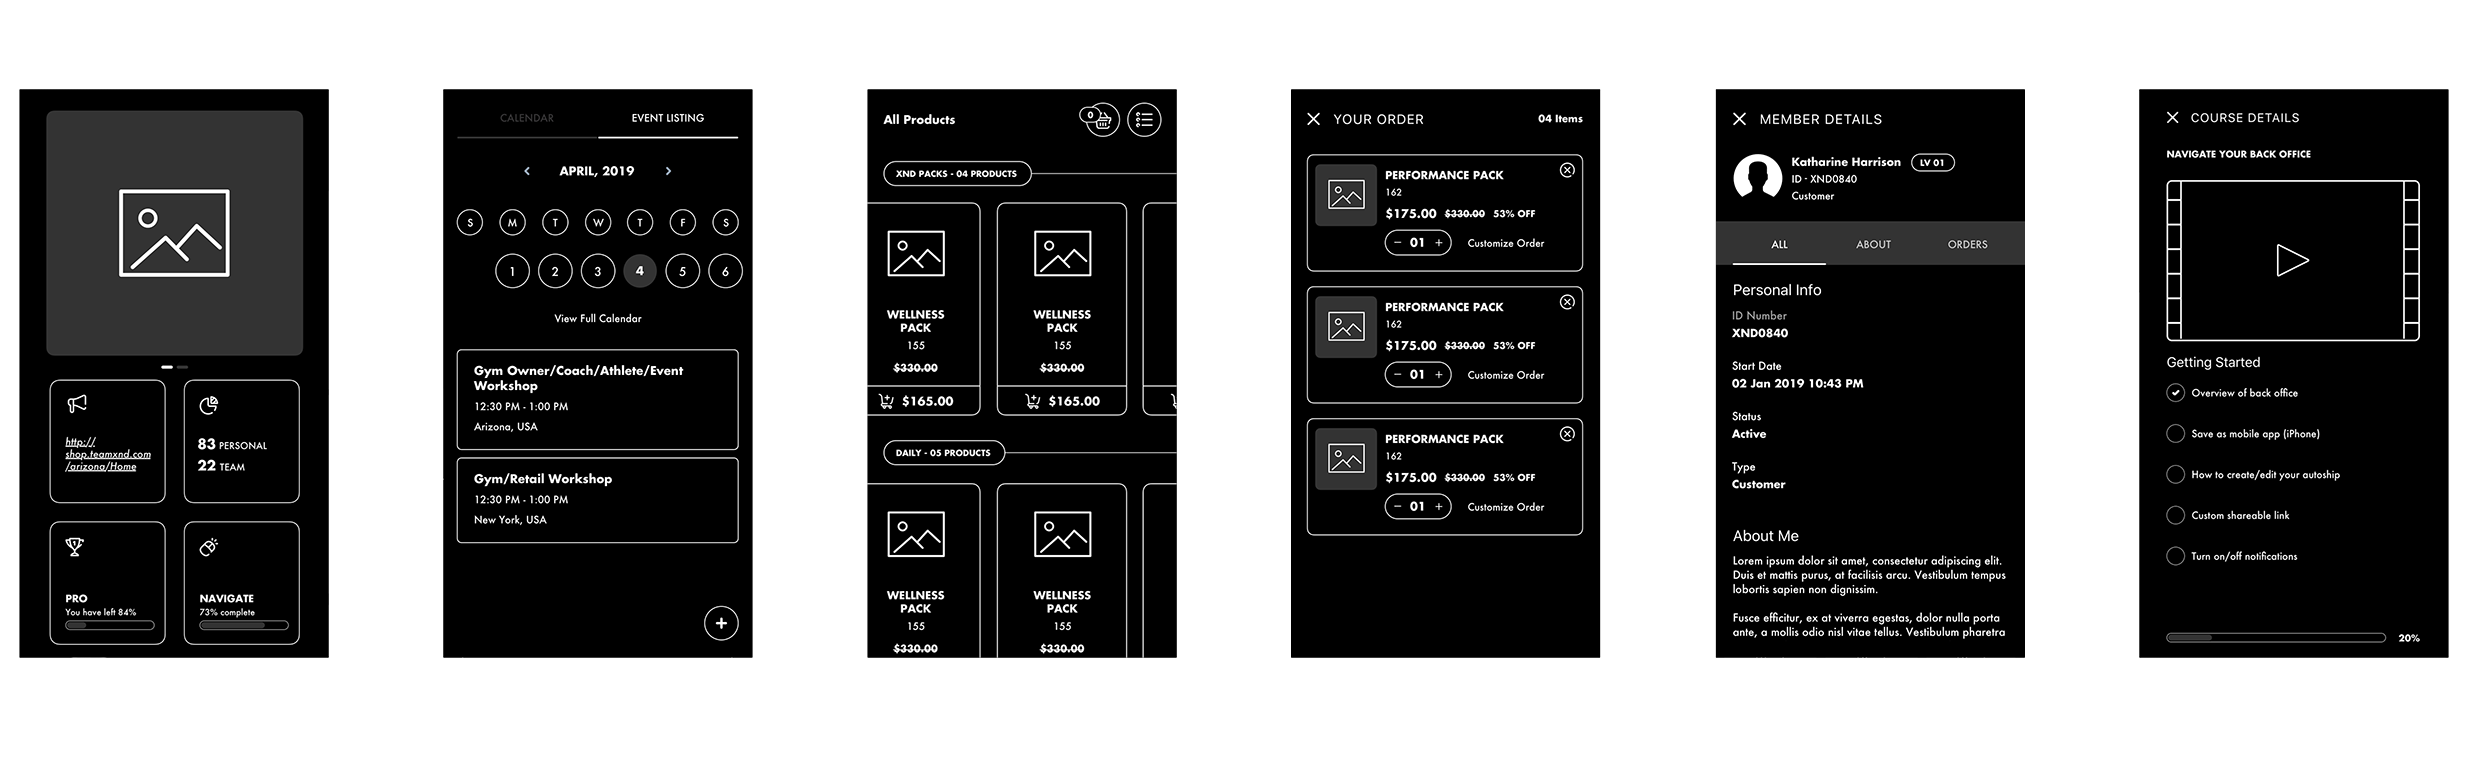 http://
shop.teamxnd.com
/arizona/Home
83 PERSONAL
22 TEAM
PRO
You have left 84%
NAVIGATE
73% complete
CALENDAR
EVENT LISTING
APRIL, 2019
S M T W T F S
1 2 3 4 5 6
View Full Calendar
Gym Owner/Coach/Athlete/Event
Workshop
12:30 PM - 1:00 PM
Arizona, USA
Gym/Retail Workshop
12:30 PM - 1:00 PM
New York, USA
All Products
0
XND PACKS - 04 PRODUCTS
WELLNESS
PACK
155
$330.00
$165.00
WELLNESS
PACK
155
$330.00
$165.00
DAILY - 05 PRODUCTS
WELLNESS
PACK
155
$330.00
WELLNESS
PACK
155
$330.00
YOUR ORDER
04 Items
PERFORMANCE PACK
162
$175.00 $330.00 53% OFF
− 01 + Customize Order
PERFORMANCE PACK
162
$175.00 $330.00 53% OFF
− 01 + Customize Order
PERFORMANCE PACK
162
$175.00 $330.00 53% OFF
− 01 + Customize Order
MEMBER DETAILS
Katharine Harrison LV 01
ID - XND0840
Customer
ALL ABOUT ORDERS
Personal Info
ID Number
XND0840
Start Date
02 Jan 2019 10:43 PM
Status
Active
Type
Customer
About Me
Lorem ipsum dolor sit amet, consectetur adipiscing elit.
Duis et mattis purus, at facilisis arcu. Vestibulum tempus
lobortis sapien non dignissim.
Fusce efficitur, ex at viverra egestas, dolor nulla porta
ante, a mollis odio nisl vitae tellus. Vestibulum pharetra
COURSE DETAILS
NAVIGATE YOUR BACK OFFICE
Getting Started
Overview of back office
Save as mobile app (iPhone)
How to create/edit your autoship
Custom shareable link
Turn on/off notifications
20%